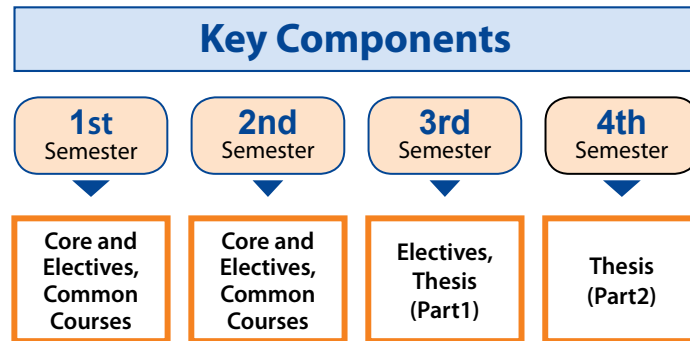 Key Components
1st
Semester
2nd
Semester
3rd
Semester
4th
Semester
Core and
Electives,
Common
Courses
Core and
Electives,
Common
Courses
Electives,
Thesis
(Part1)
Thesis
(Part2)